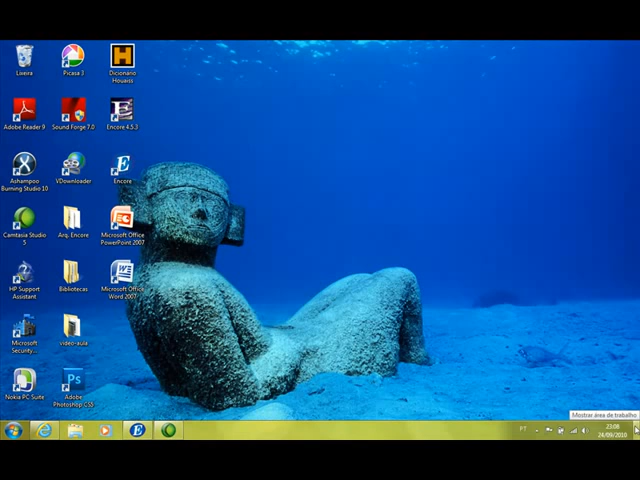 Lixeira
Picasa 3
Dicionário
Houaiss
Adobe Reader 9
Sound Forge 7.0
Encore 4.5.3
Ashampoo
Burning Studio 10
VDownloader
Encore
Camtasia Studio
5
Arq. Encore
Microsoft Office
PowerPoint 2007
HP Support
Assistant
Bibliotecas
Microsoft Office
Word 2007
Microsoft
Security...
video-aula
Nokia PC Suite
Adobe
Photoshop CS5
Mostrar área de trabalho
PT
23:08
24/09/2010